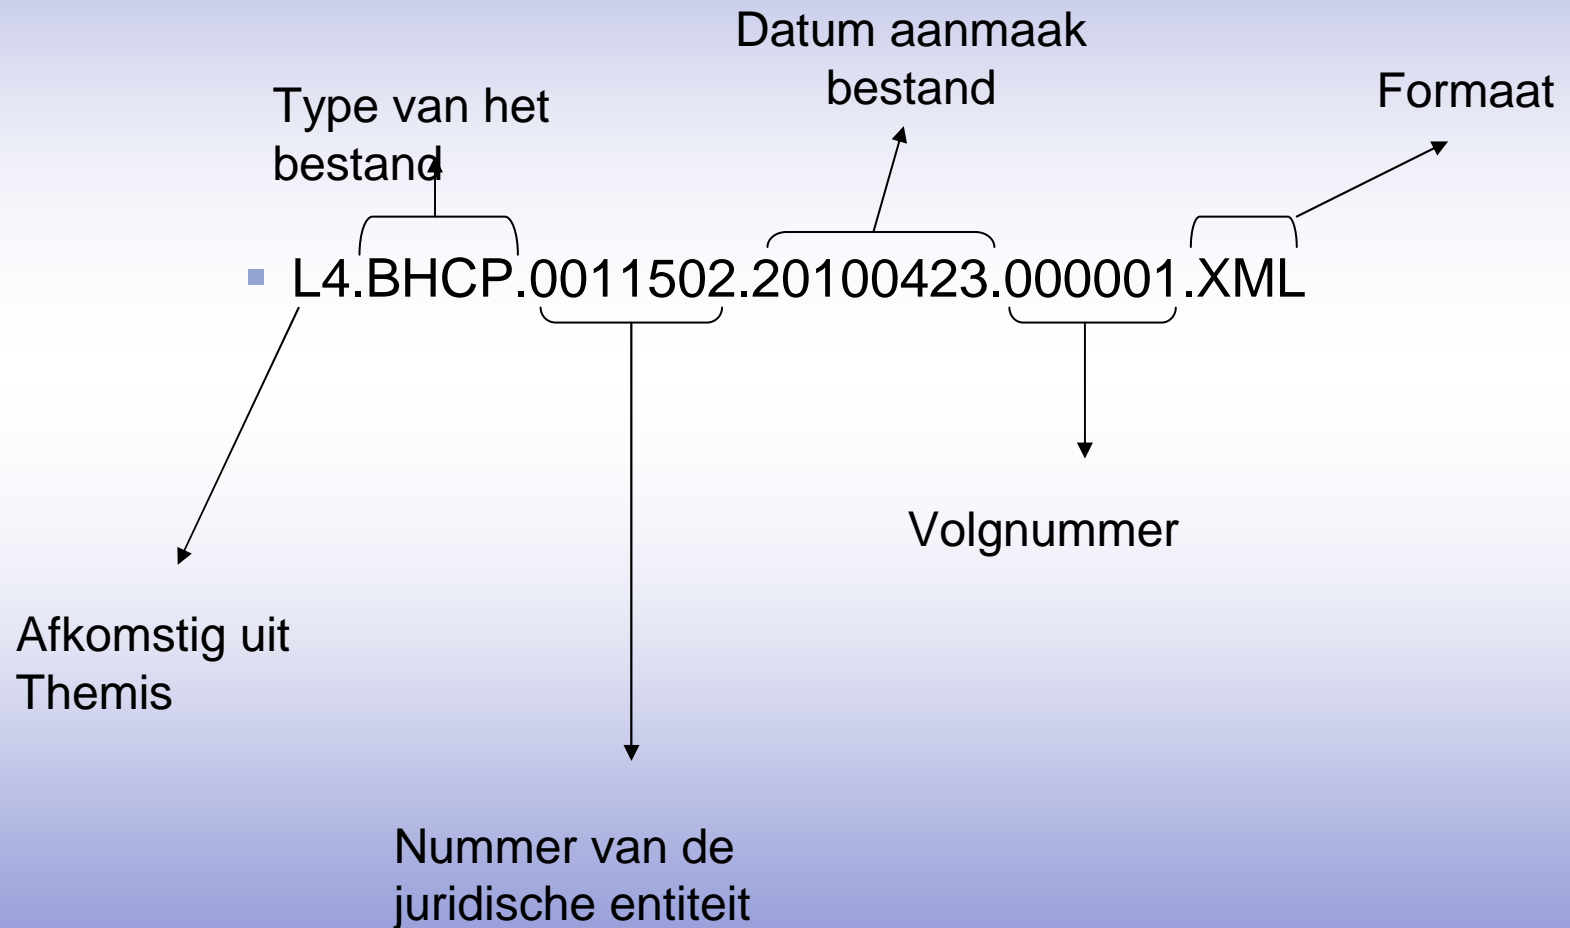 Datum aanmaak
bestand
Type van het
bestand
Formaat
L4.BHCP.0011502.20100423.000001.XML
Volgnummer
Afkomstig uit
Themis
Nummer van de
juridische entiteit